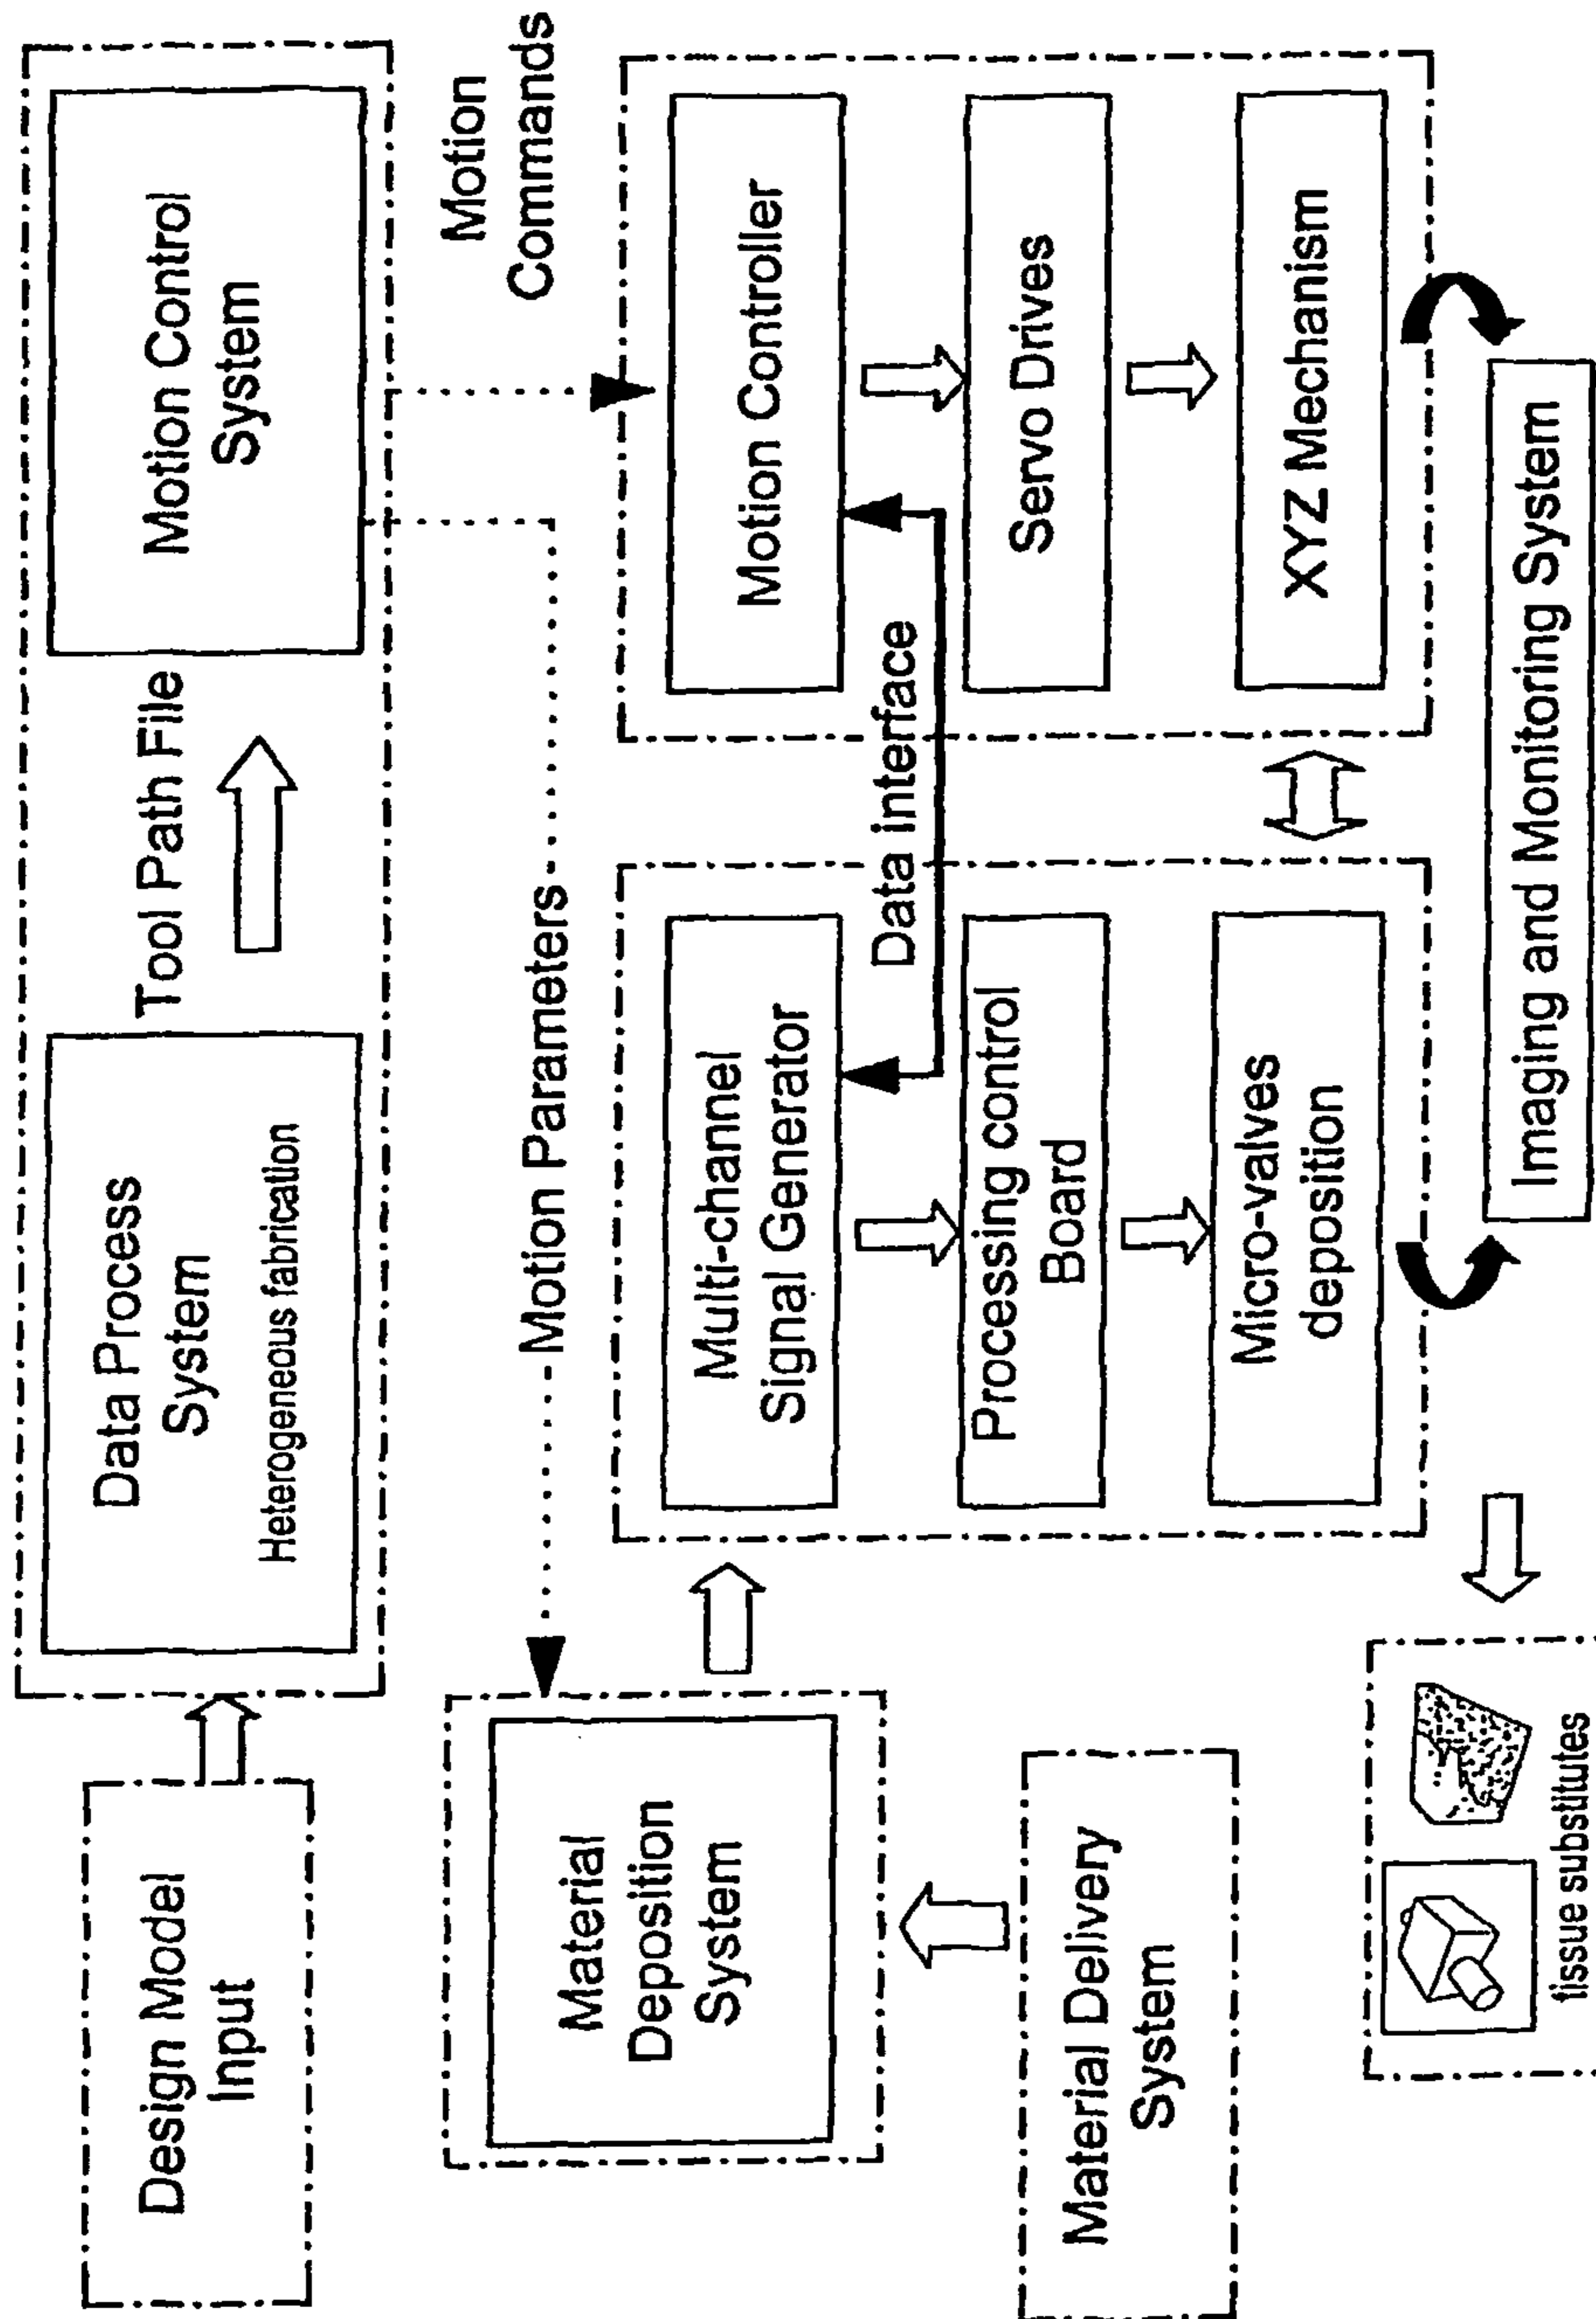 Design Model
Input
Data Process
System
Heterogeneous fabrication
Tool Path File
Motion Control
System
Motion
Commands
Motion Parameters
Material
Deposition
System
Multi-channel
Signal Generator
Data interface
Motion Controller
Processing control
Board
Servo Drives
Material Delivery
System
Micro-valves
deposition
XYZ Mechanism
Imaging and Monitoring System
tissue substitutes